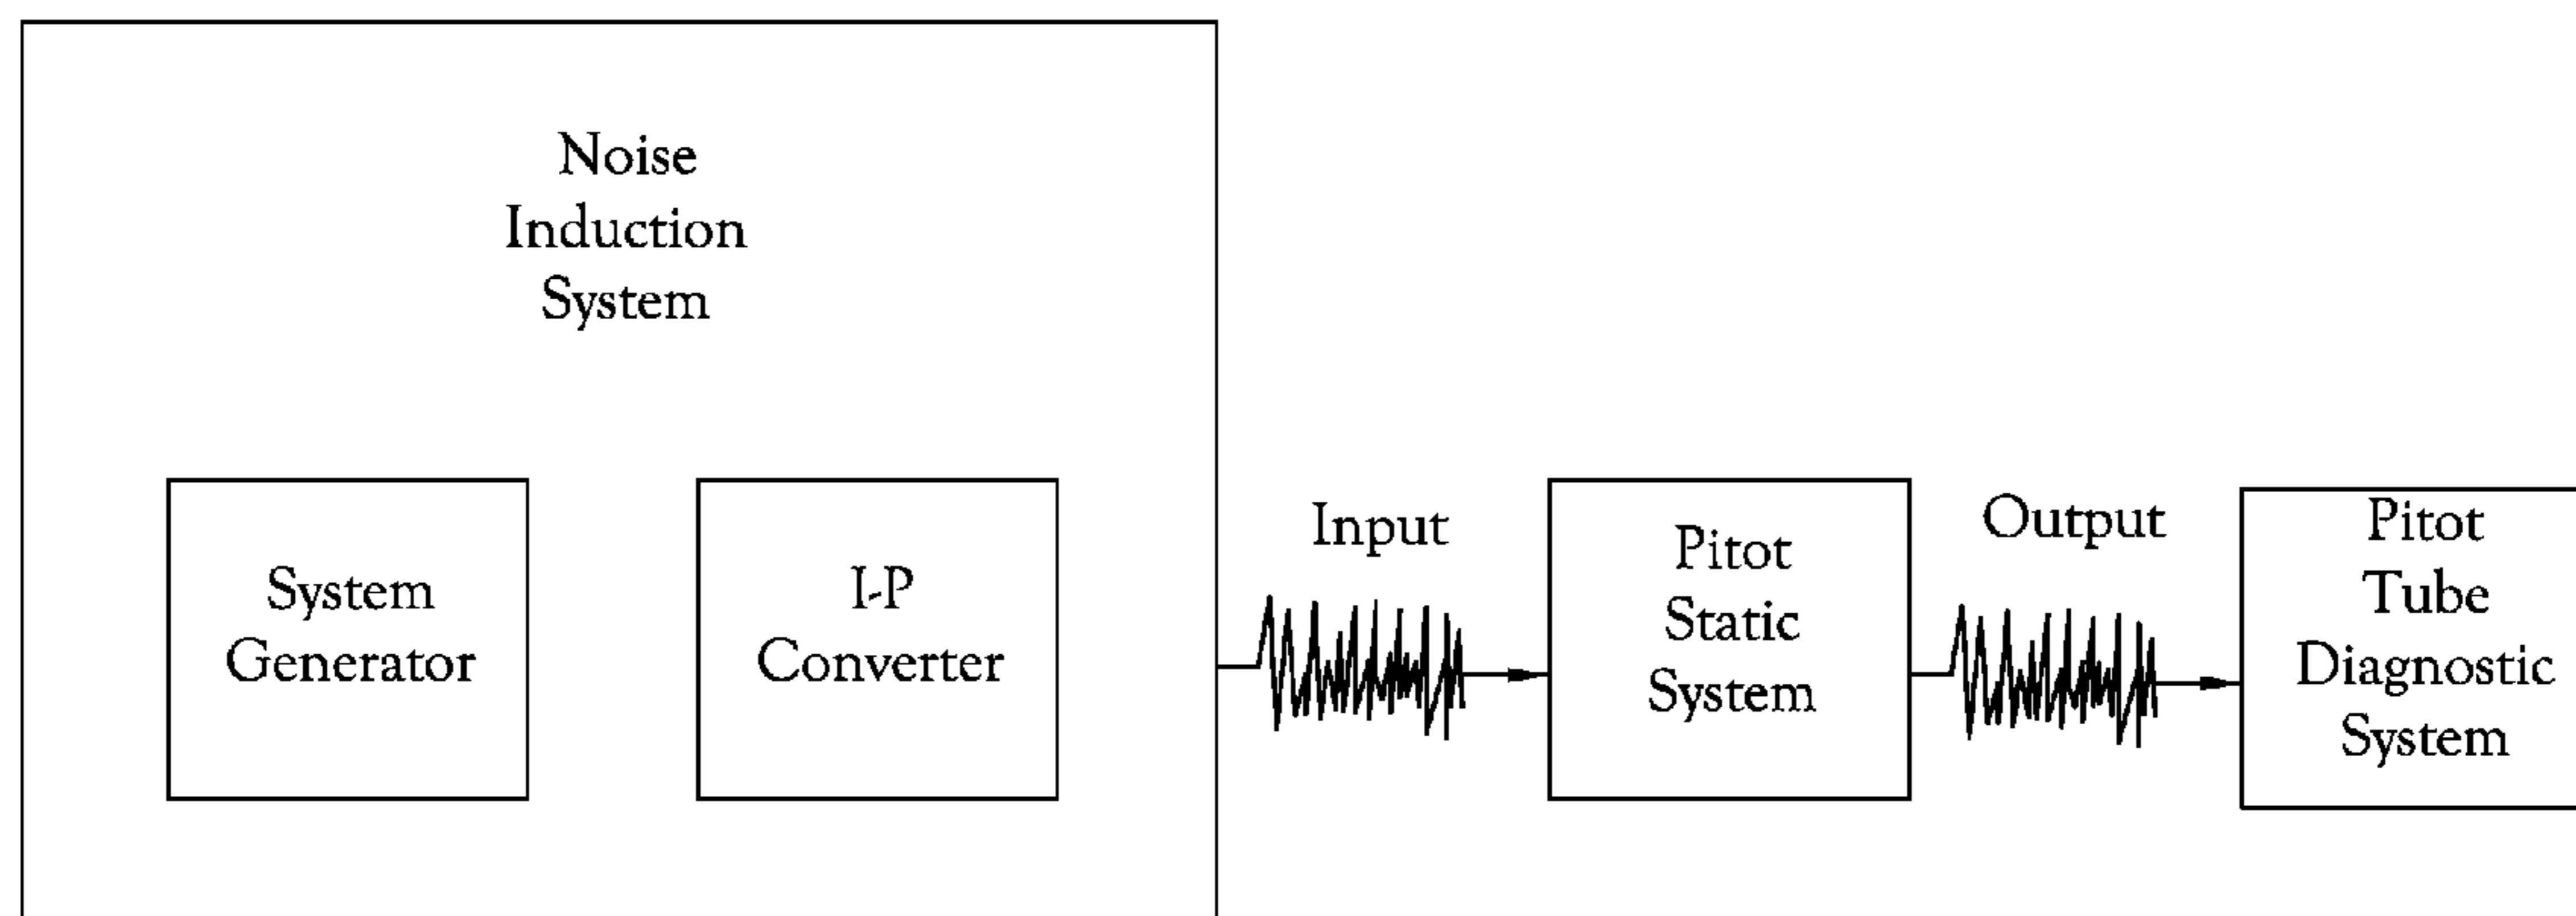 Noise
Induction
System
System
Generator
I-P
Converter
Input
Pitot
Static
System
Output
Pitot
Tube
Diagnostic
System